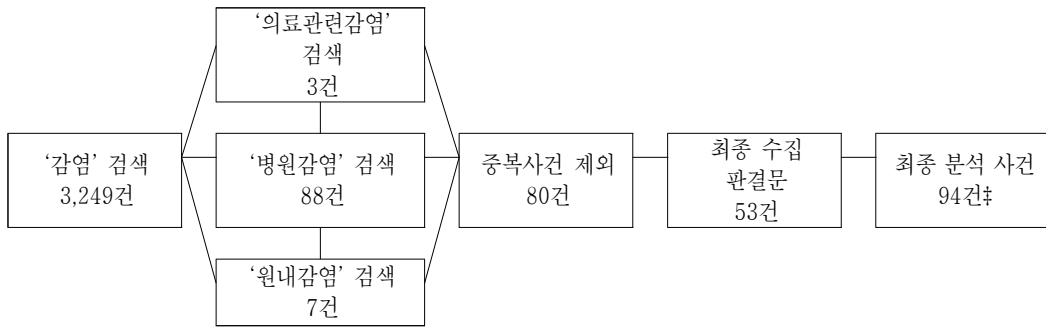 ‘감염’ 검색
3,249건
‘의료관련감염’
검색
3건
‘병원감염’ 검색
88건
‘원내감염’ 검색
7건
중복사건 제외
80건
최종 수집
판결문
53건
최종 분석 사건
94건‡